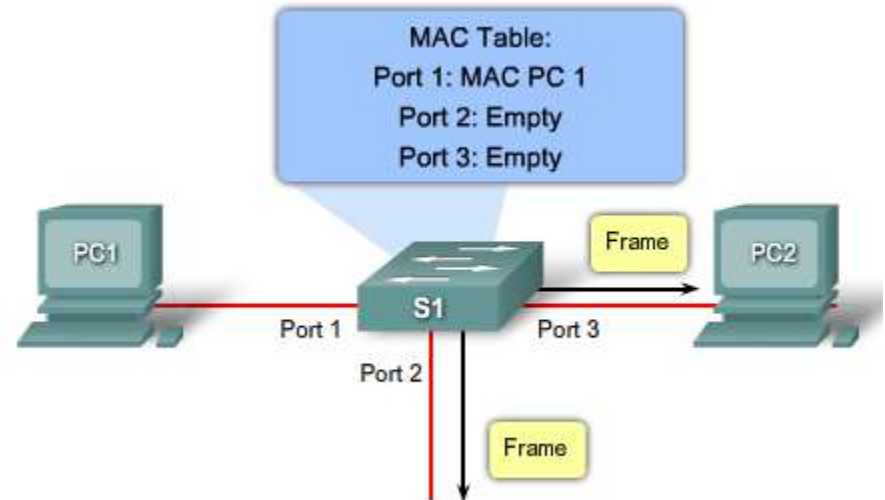 MAC Table:
Port 1: MAC PC 1
Port 2: Empty
Port 3: Empty
PC1
Frame
PC2
S1
Port 1
Port 3
Port 2
Frame